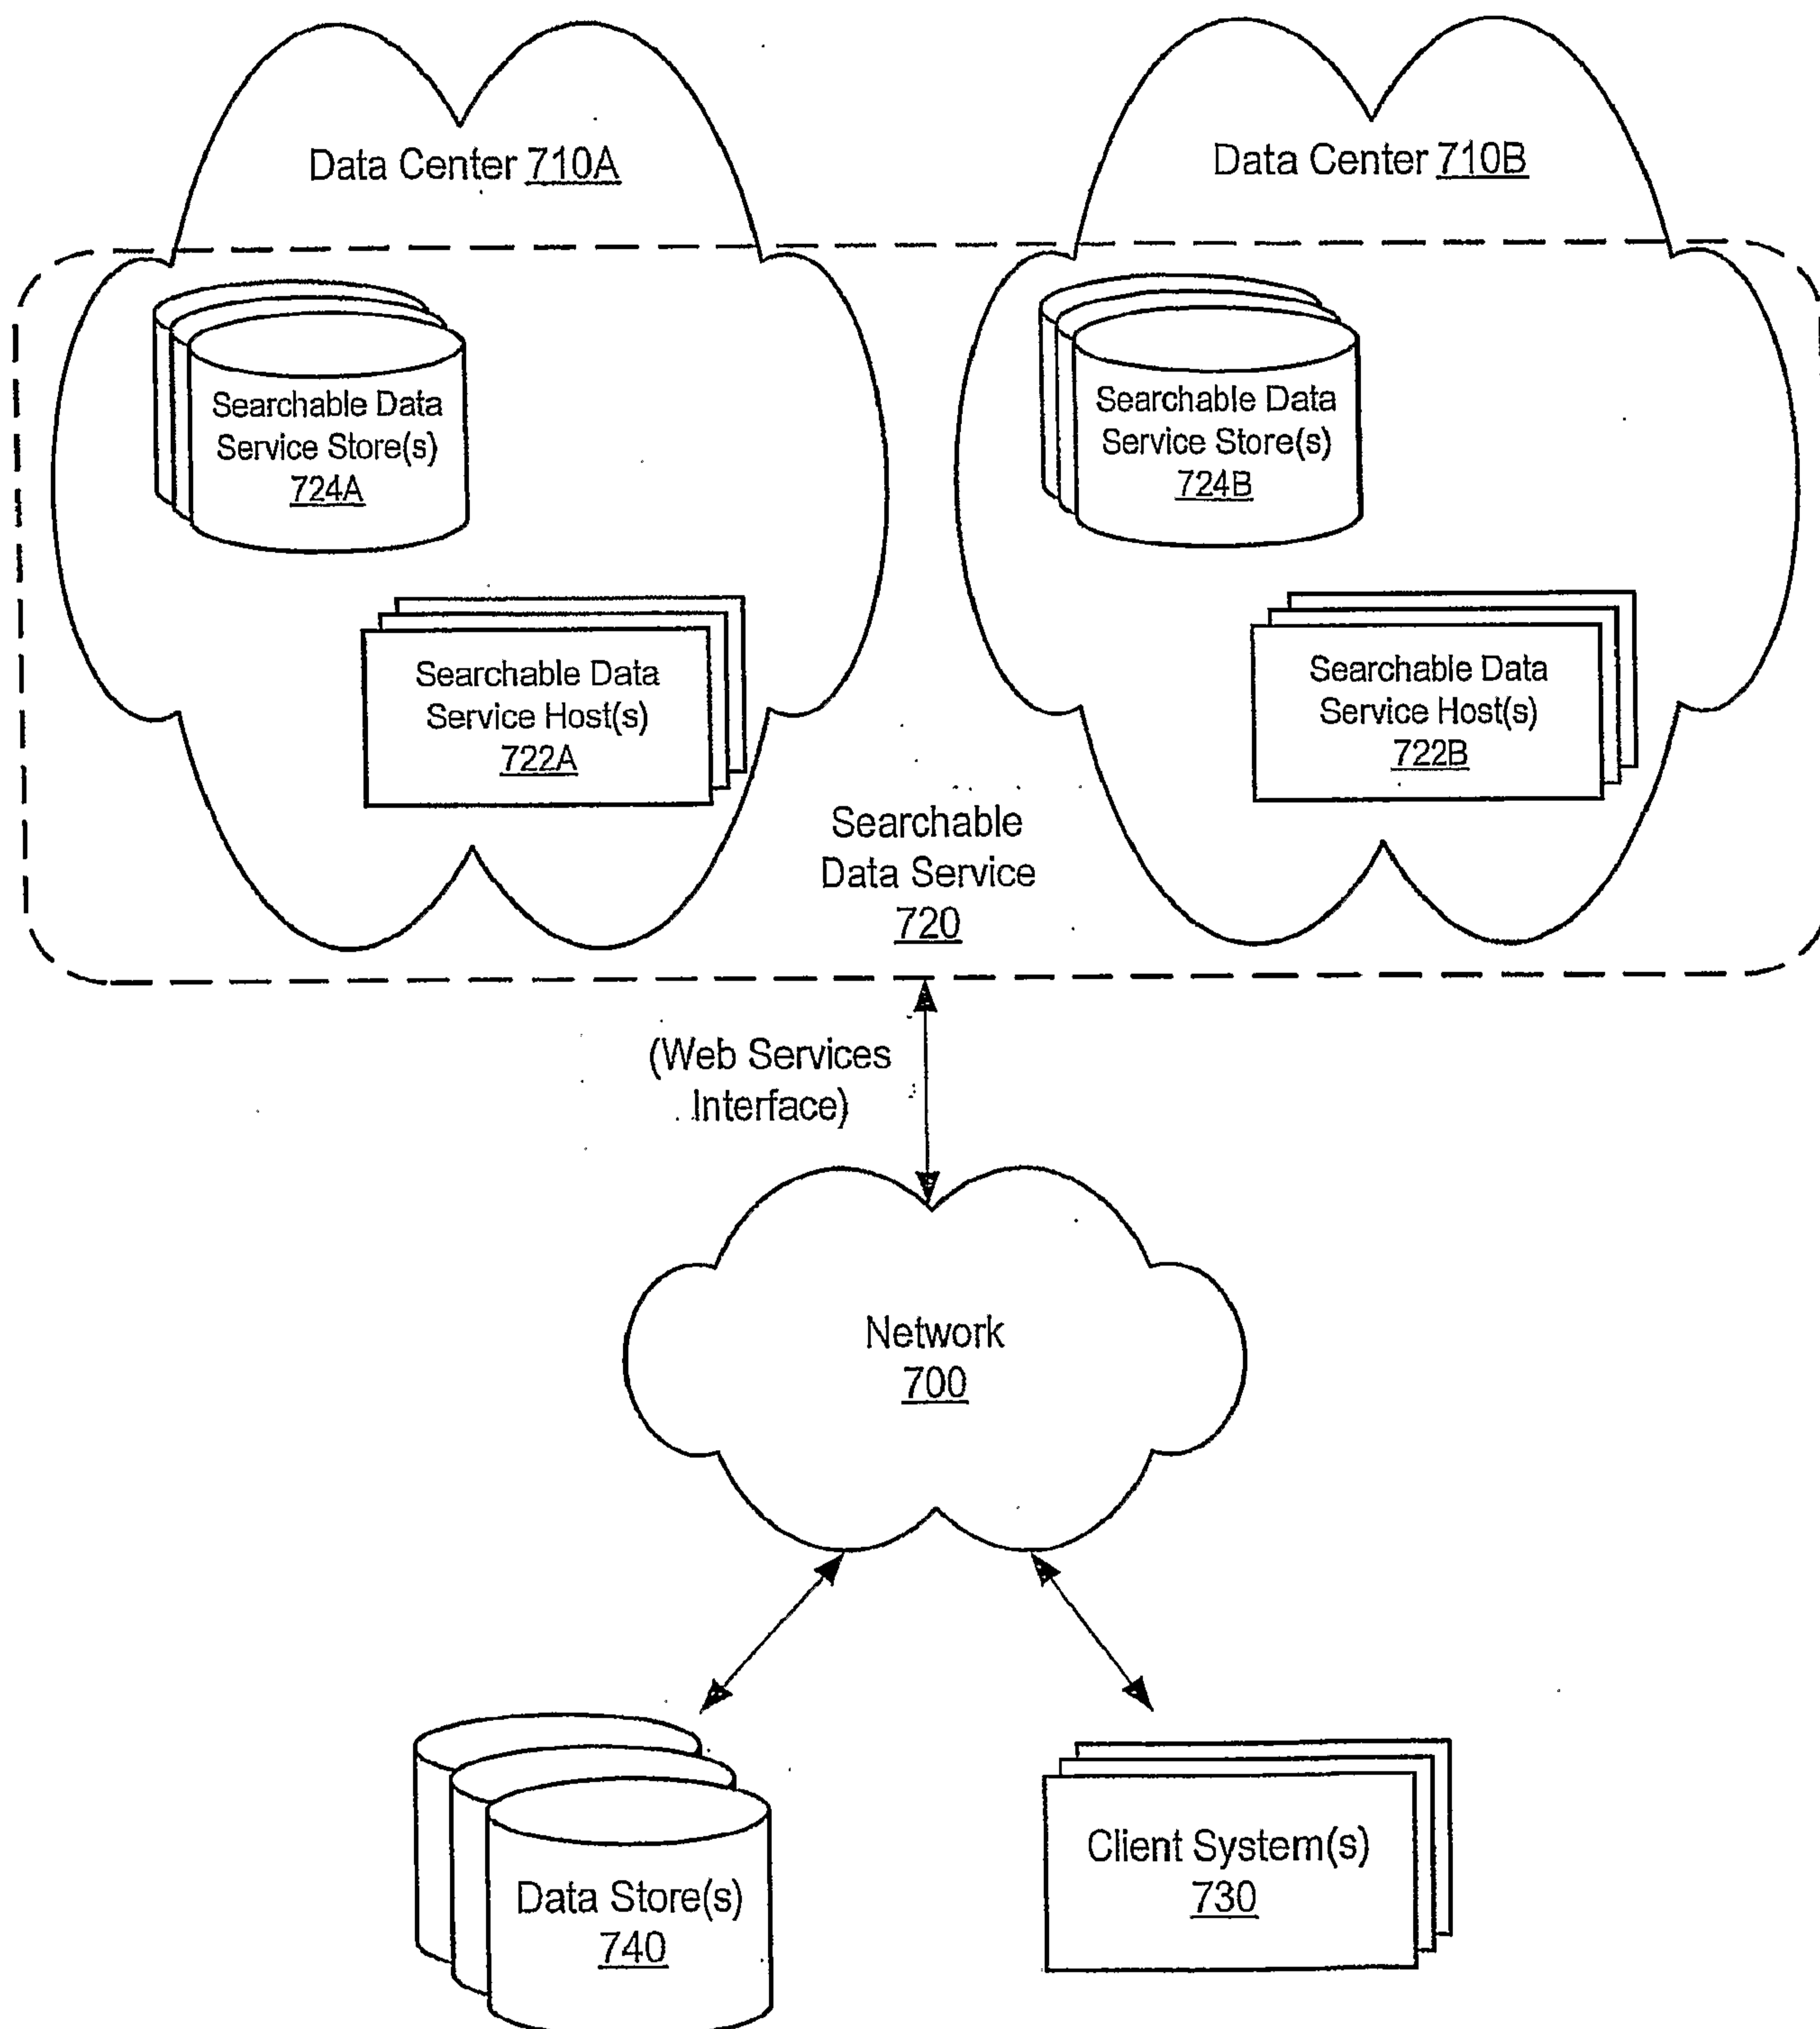 Data Center 710A
Data Center 710B
Searchable Data
Service Store(s)
724A
Searchable Data
Service Store(s)
724B
Searchable Data
Service Host(s)
722A
Searchable Data
Service Host(s)
722B
Searchable
Data Service
720
(Web Services
Interface)
Network
700
Data Store(s)
740
Client System(s)
730